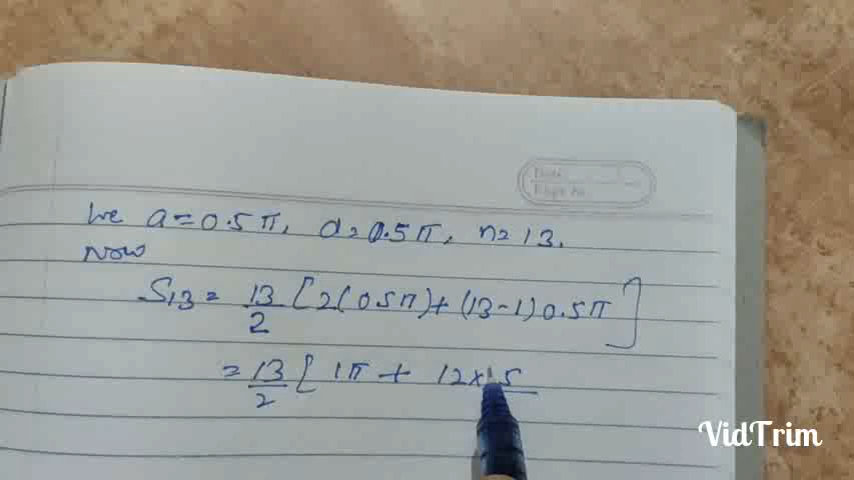 Date
Page No
We a = 0.5π, d = 0.5π, n = 13.
Now
S13 = 13/2 [2(0.5π) + (13-1)0.5π]
= 13/2 [1π + 12×
VidTrim